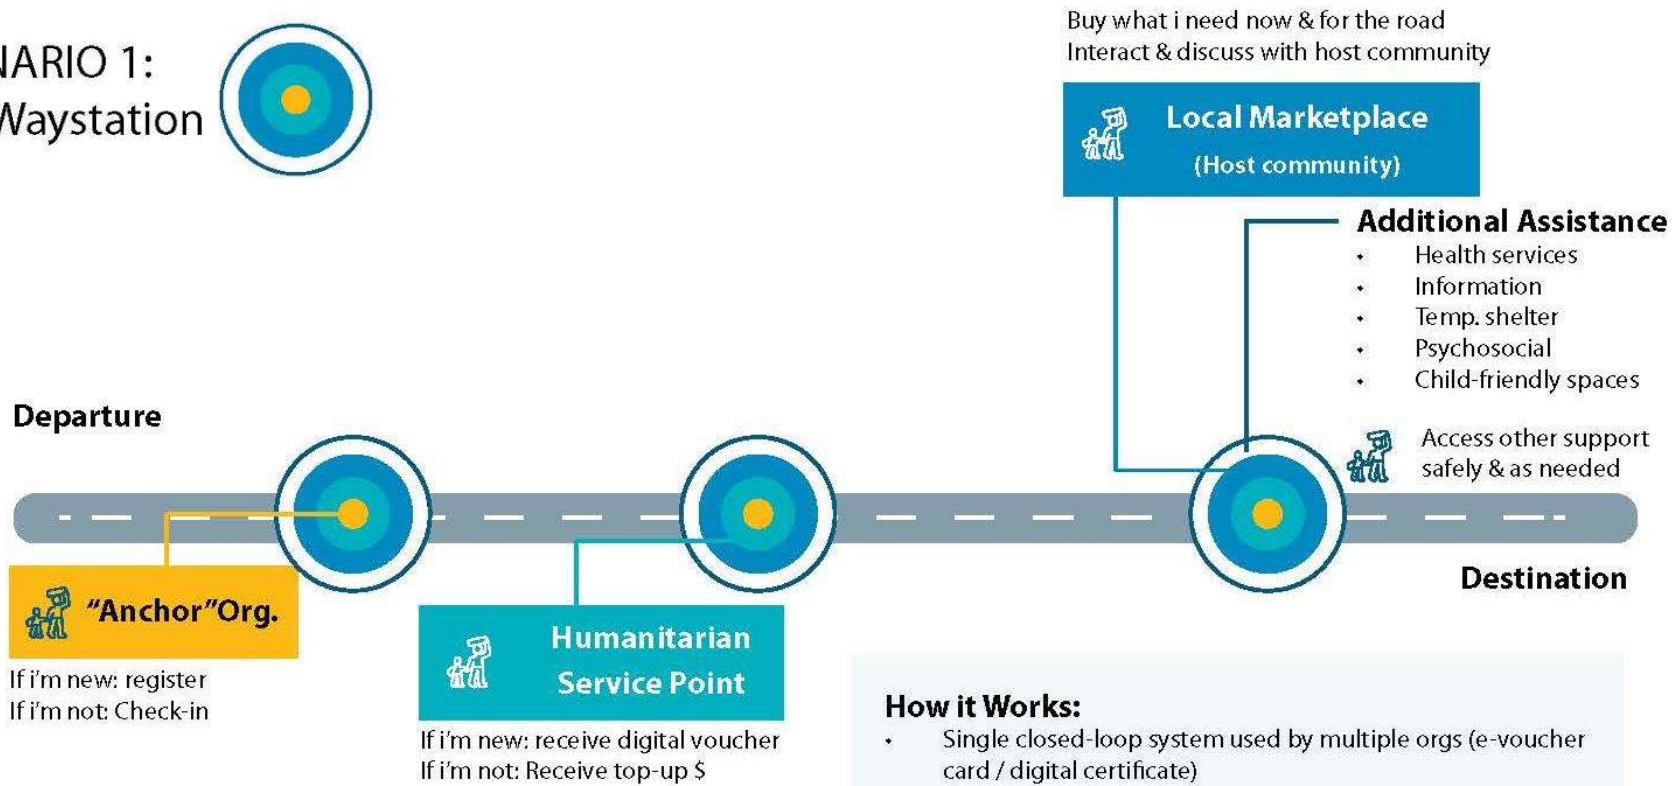 NARIO 1:
Waystation
Buy what i need now & for the road
Interact & discuss with host community
Local Marketplace
(Host community)
Additional Assistance
• Health services
• Information
• Temp. shelter
• Psychosocial
• Child-friendly spaces
Access other support
safely & as needed
Departure
Destination
"Anchor"Org.
If i'm new: register
If i'm not: Check-in
Humanitarian
Service Point
If i'm new: receive digital voucher
If i'm not: Receive top-up $
How it Works:
• Single closed-loop system used by multiple orgs (e-voucher
card / digital certificate)